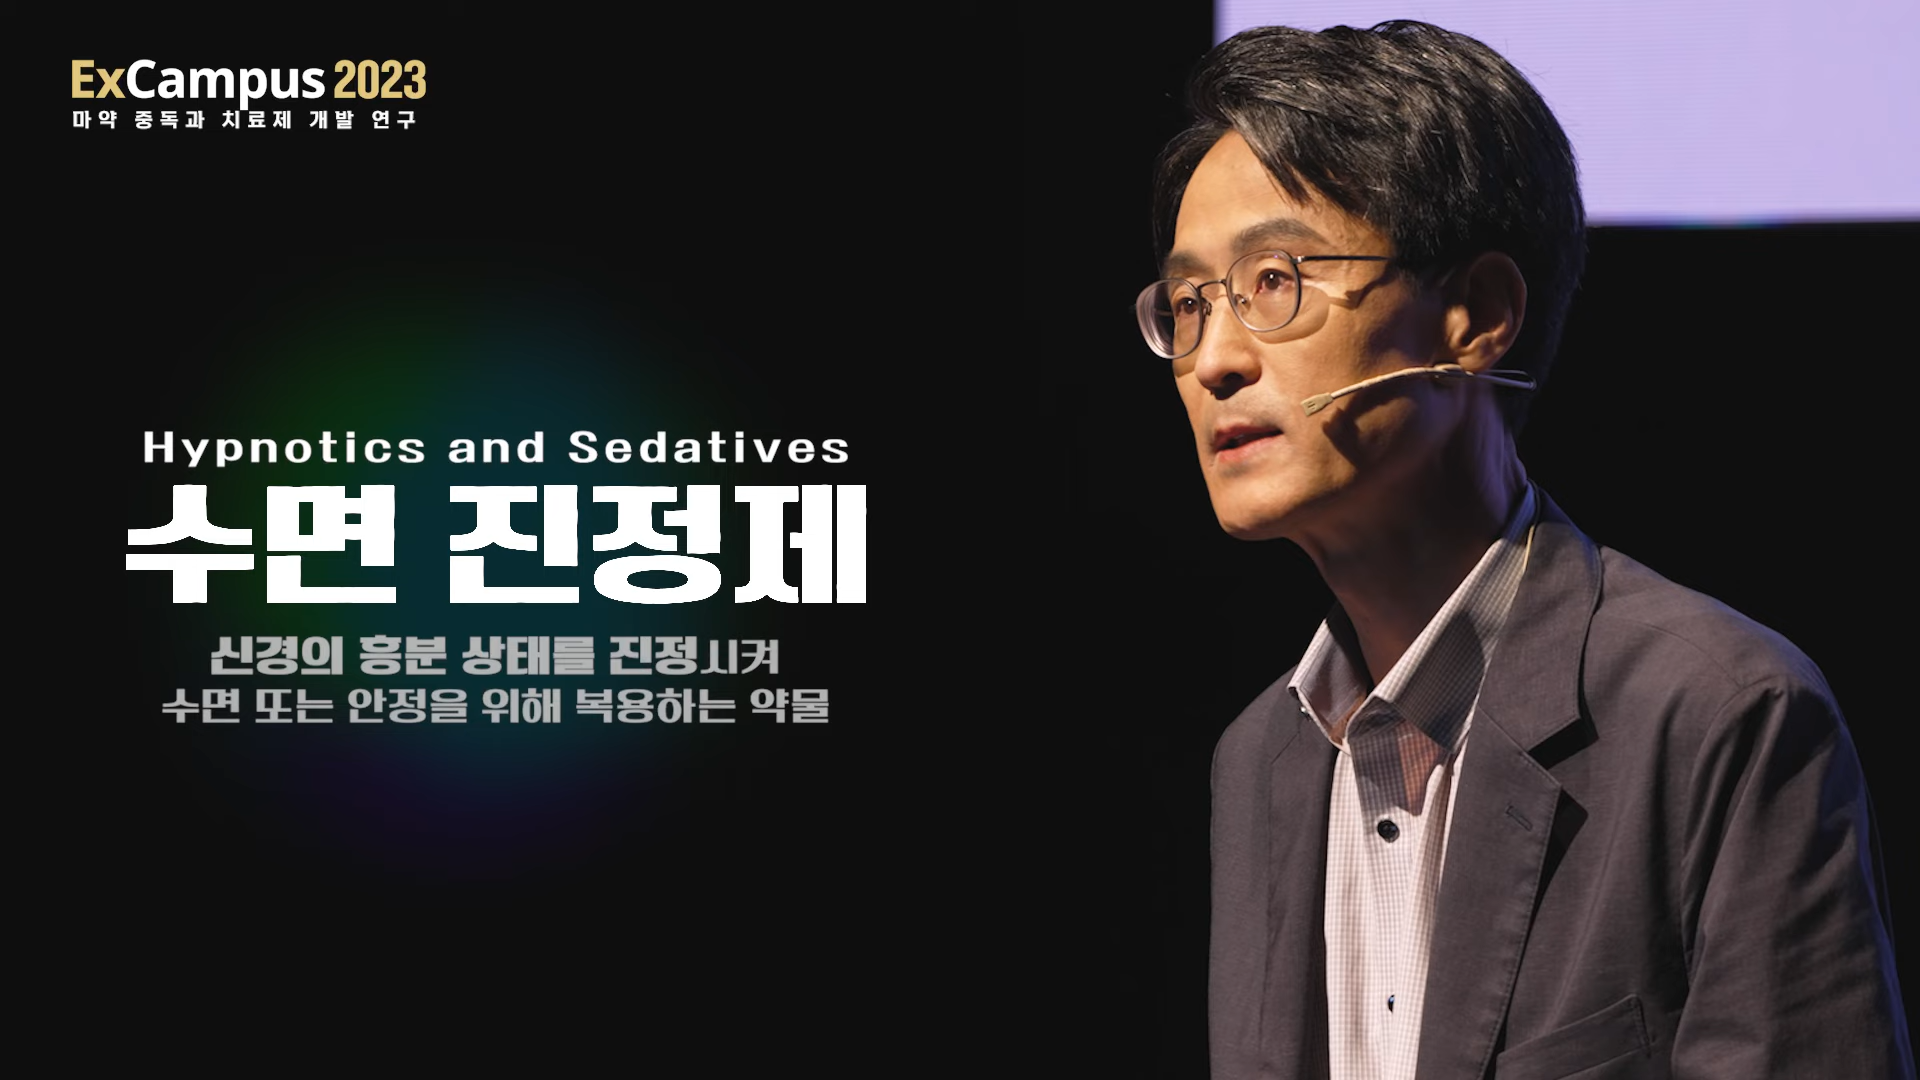 ExCampus 2023
마약 중독과 치료제 개발 연구
Hypnotics and Sedatives
수면 진정제
신경의 흥분 상태를 진정시켜
수면 또는 안정을 위해 복용하는 약물